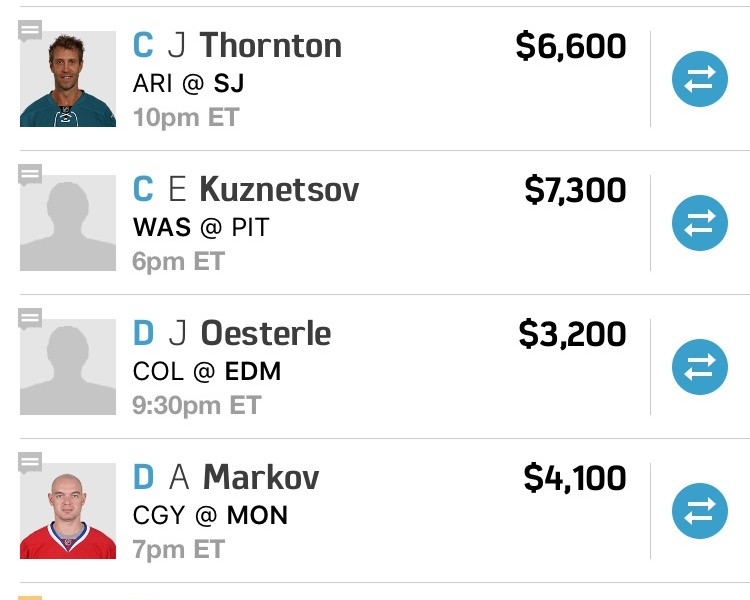 C J Thornton $6,600
ARI @ SJ
10pm ET
C E Kuznetsov $7,300
WAS @ PIT
6pm ET
D J Oesterle $3,200
COL @ EDM
9:30pm ET
D A Markov $4,100
CGY @ MON
7pm ET